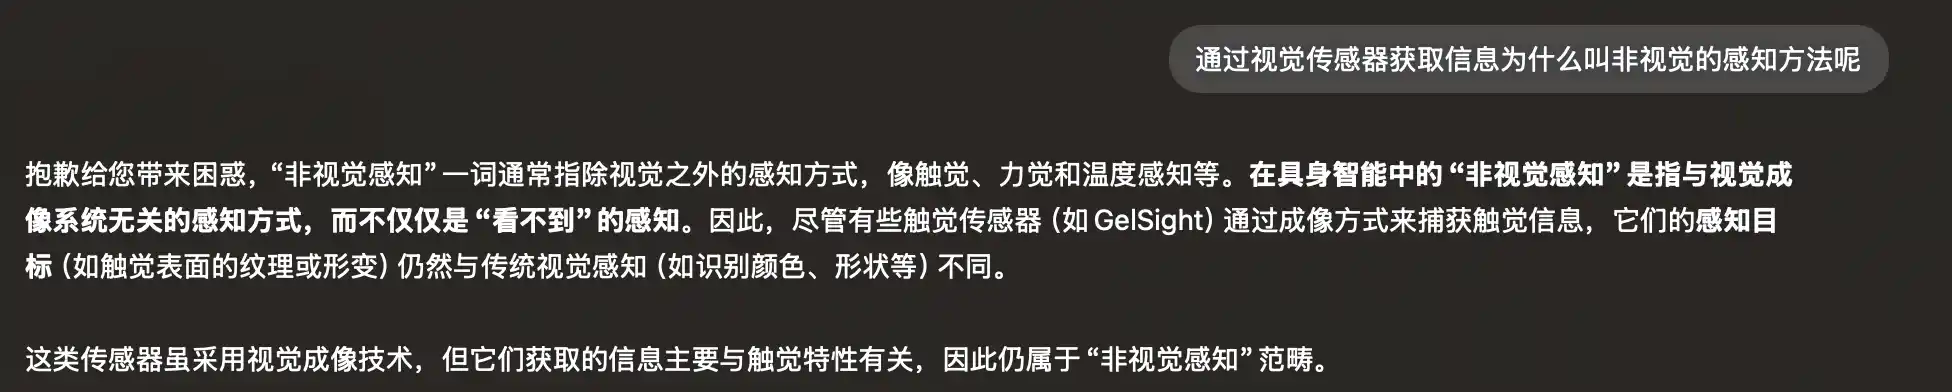 通过视觉传感器获取信息为什么叫非视觉的感知方法呢
抱歉给您带来困惑，“非视觉感知”一词通常指除视觉之外的感知方式，像触觉、力觉和温度感知等。在具身智能中的“非视觉感知”是指与视觉成
像系统无关的感知方式，而不仅仅是“看不到”的感知。因此，尽管有些触觉传感器（如 GelSight）通过成像方式来捕获触觉信息，它们的感知目
标（如触觉表面的纹理或形变）仍然与传统视觉感知（如识别颜色、形状等）不同。
这类传感器虽采用视觉成像技术，但它们获取的信息主要与触觉特性有关，因此仍属于“非视觉感知”范畴。